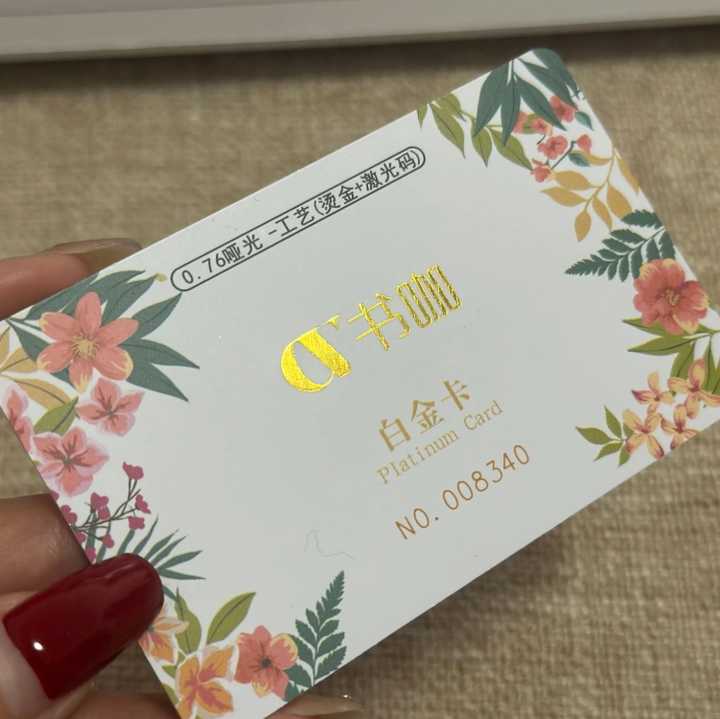 0.76哑光 -工艺(烫金+激光码)
书咖
白金卡
Platinum Card
NO. 008340